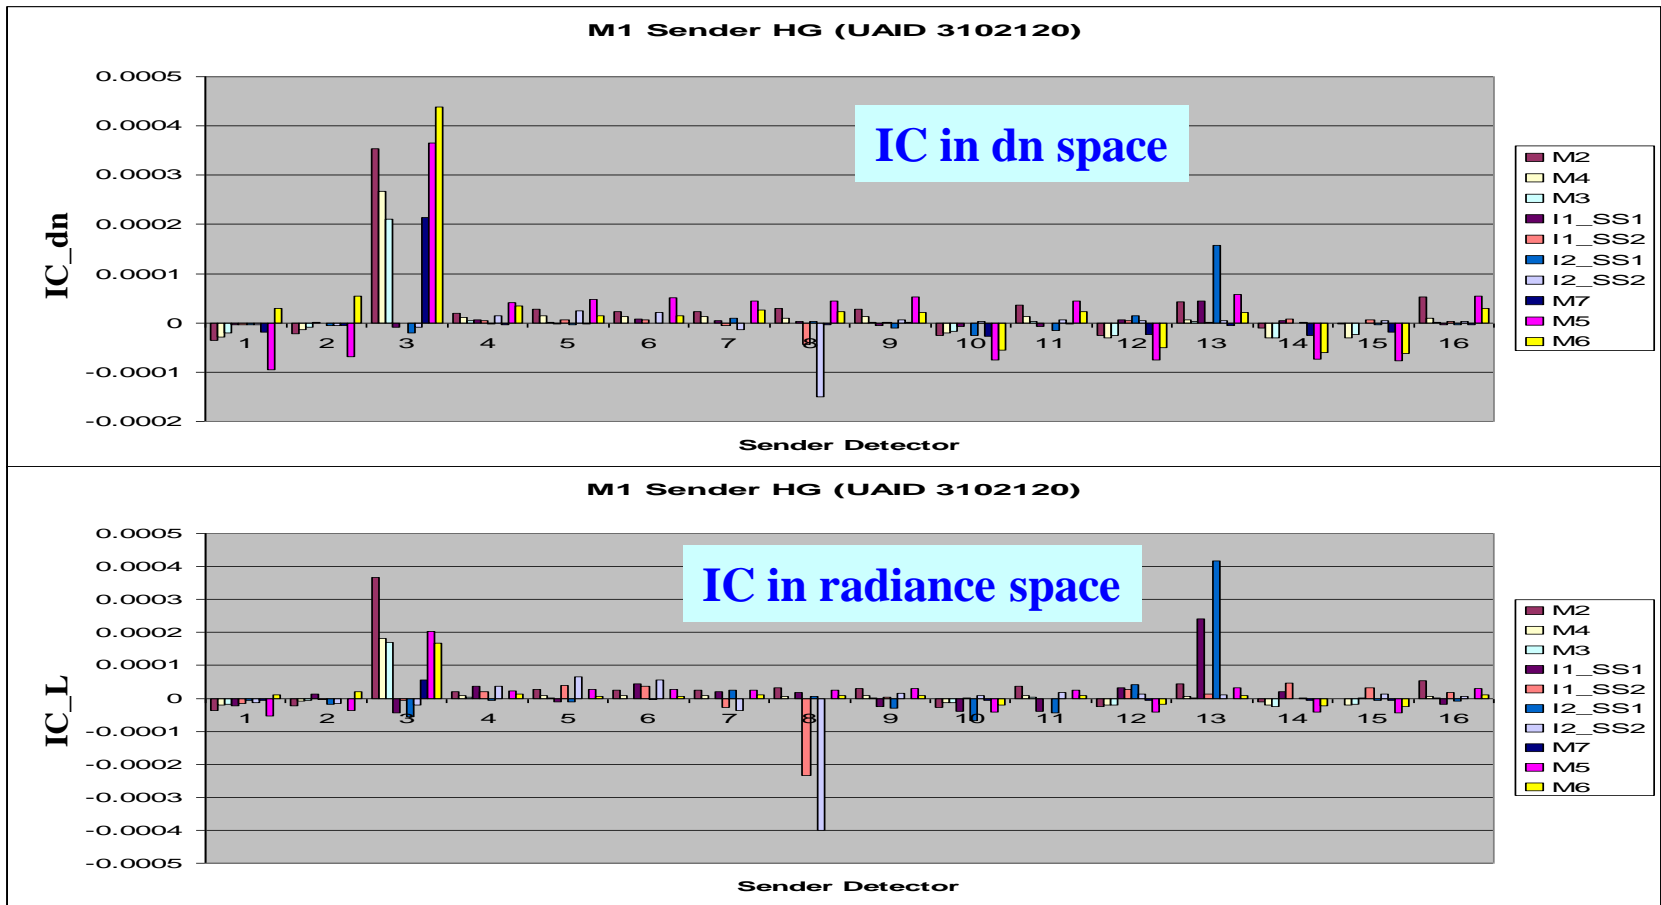 M1 Sender HG (UAID 3102120)
IC in dn space
IC_dn
0.0005
0.0004
0.0003
0.0002
0.0001
0
-0.0001
-0.0002
1 2 3 4 5 6 7 8 9 10 11 12 13 14 15 16
Sender Detector
M2
M4
M3
I1_SS1
I1_SS2
I2_SS1
I2_SS2
M7
M5
M6
M1 Sender HG (UAID 3102120)
IC in radiance space
IC_L
0.0005
0.0004
0.0003
0.0002
0.0001
0
-0.0001
-0.0002
-0.0003
-0.0004
-0.0005
1 2 3 4 5 6 7 8 9 10 11 12 13 14 15 16
Sender Detector
M2
M4
M3
I1_SS1
I1_SS2
I2_SS1
I2_SS2
M7
M5
M6